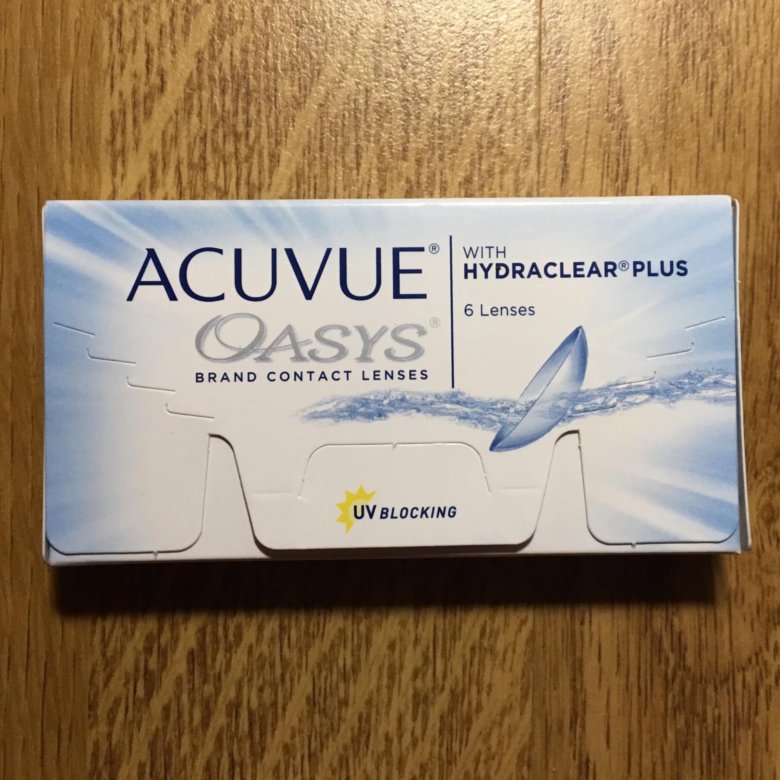 ACUVUE®
OASYS®
BRAND CONTACT LENSES
WITH
HYDRACLEAR® PLUS
6 Lenses
UV BLOCKING